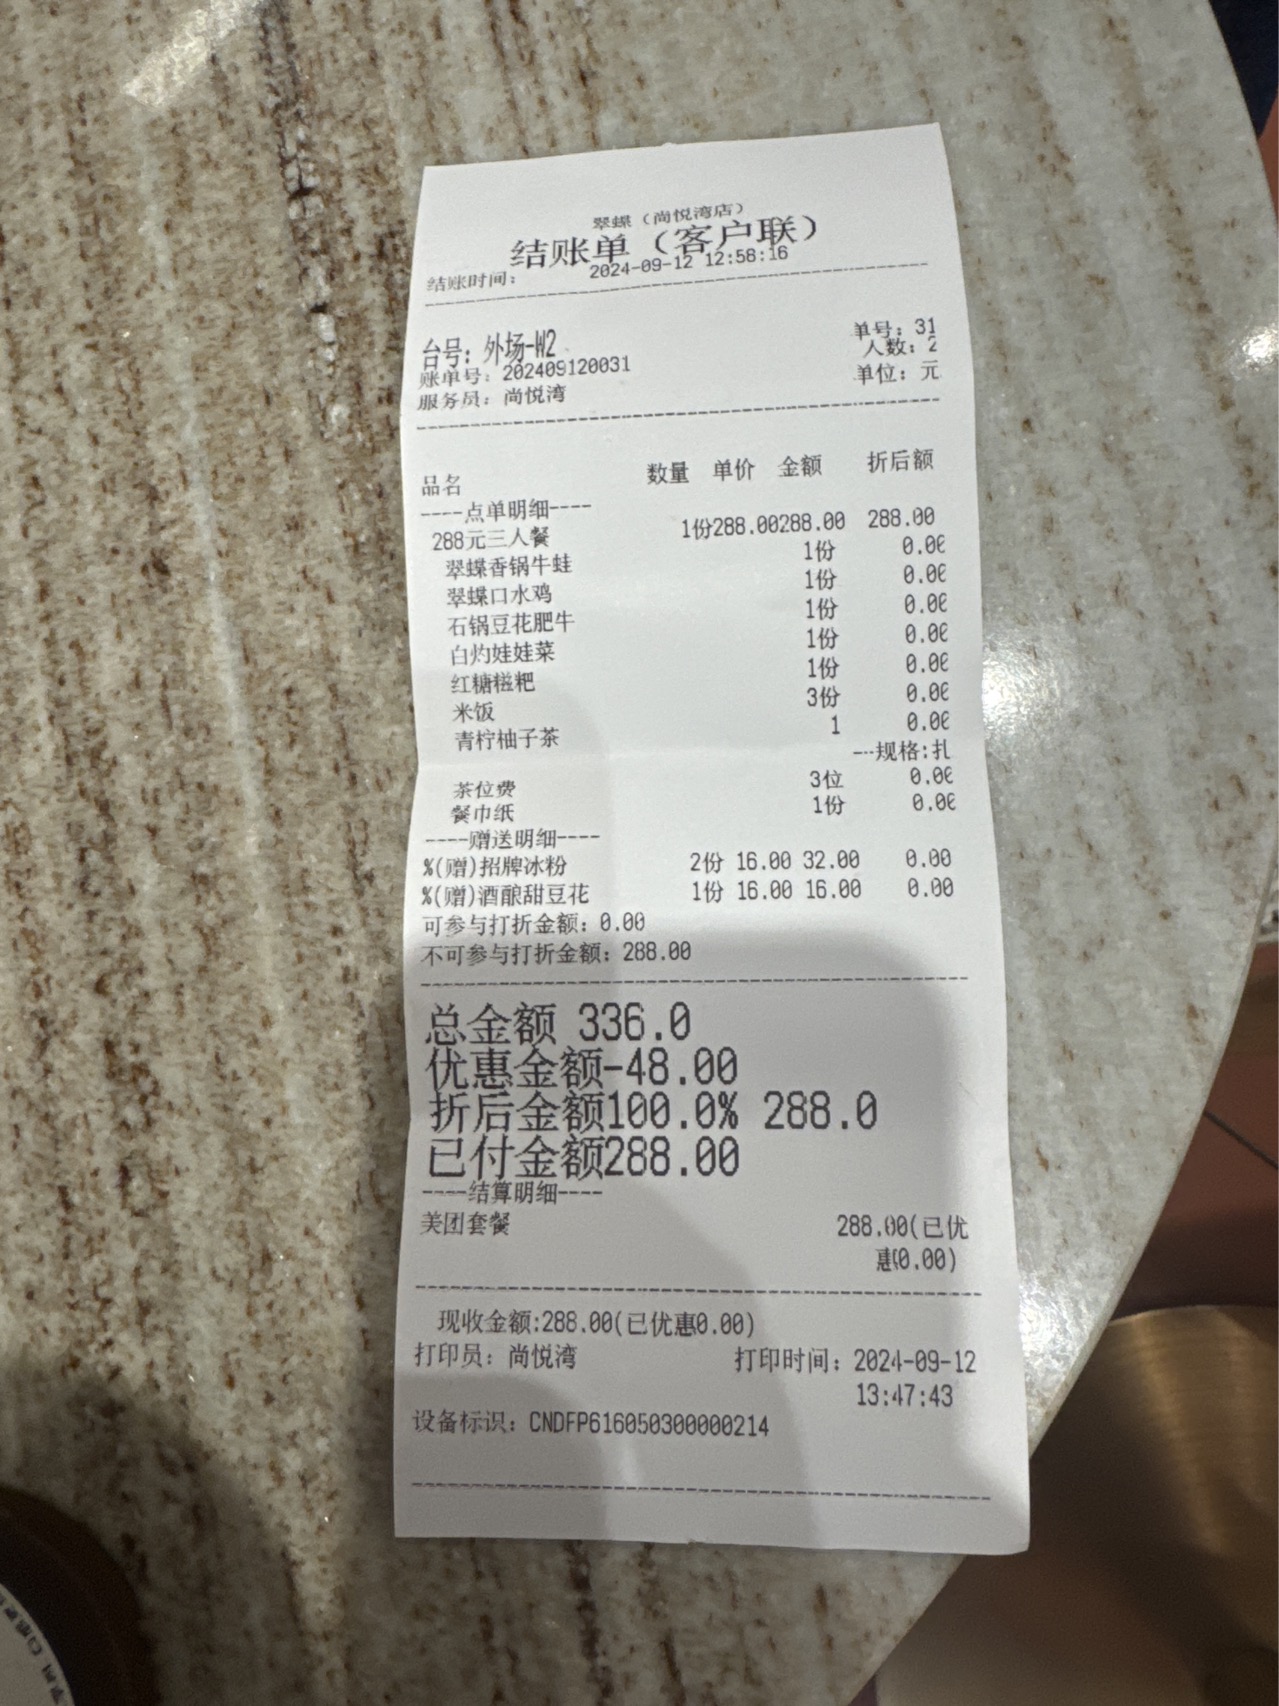 翠蝶（尚悦湾店）
结账单（客户联）
结账时间： 2024-09-12 12:58:16
台号：外场-W2 单号：31
人数：2
账单号：202409120031
服务员：尚悦湾 单位：元
品名 数量 单价 金额 折后额
----点单明细----
288元三人餐 1份288.00288.00 288.00
翠蝶香锅牛蛙 1份 0.00
翠蝶口水鸡 1份 0.00
石锅豆花肥牛 1份 0.00
白灼娃娃菜 1份 0.00
红糖糍粑 1份 0.00
米饭 3份 0.00
青柠柚子茶 1 0.00
---规格:扎
茶位费 3位 0.00
餐巾纸 1份 0.00
----赠送明细----
%(赠)招牌冰粉 2份 16.00 32.00 0.00
%(赠)酒酿甜豆花 1份 16.00 16.00 0.00
可参与打折金额：0.00
不可参与打折金额：288.00
总金额 336.0
优惠金额-48.00
折后金额100.0% 288.0
已付金额288.00
----结算明细----
美团套餐 288.00(已优
惠0.00)
现收金额:288.00(已优惠0.00)
打印员：尚悦湾 打印时间：2024-09-12
13:47:43
设备标识：CNDFP616050300000214